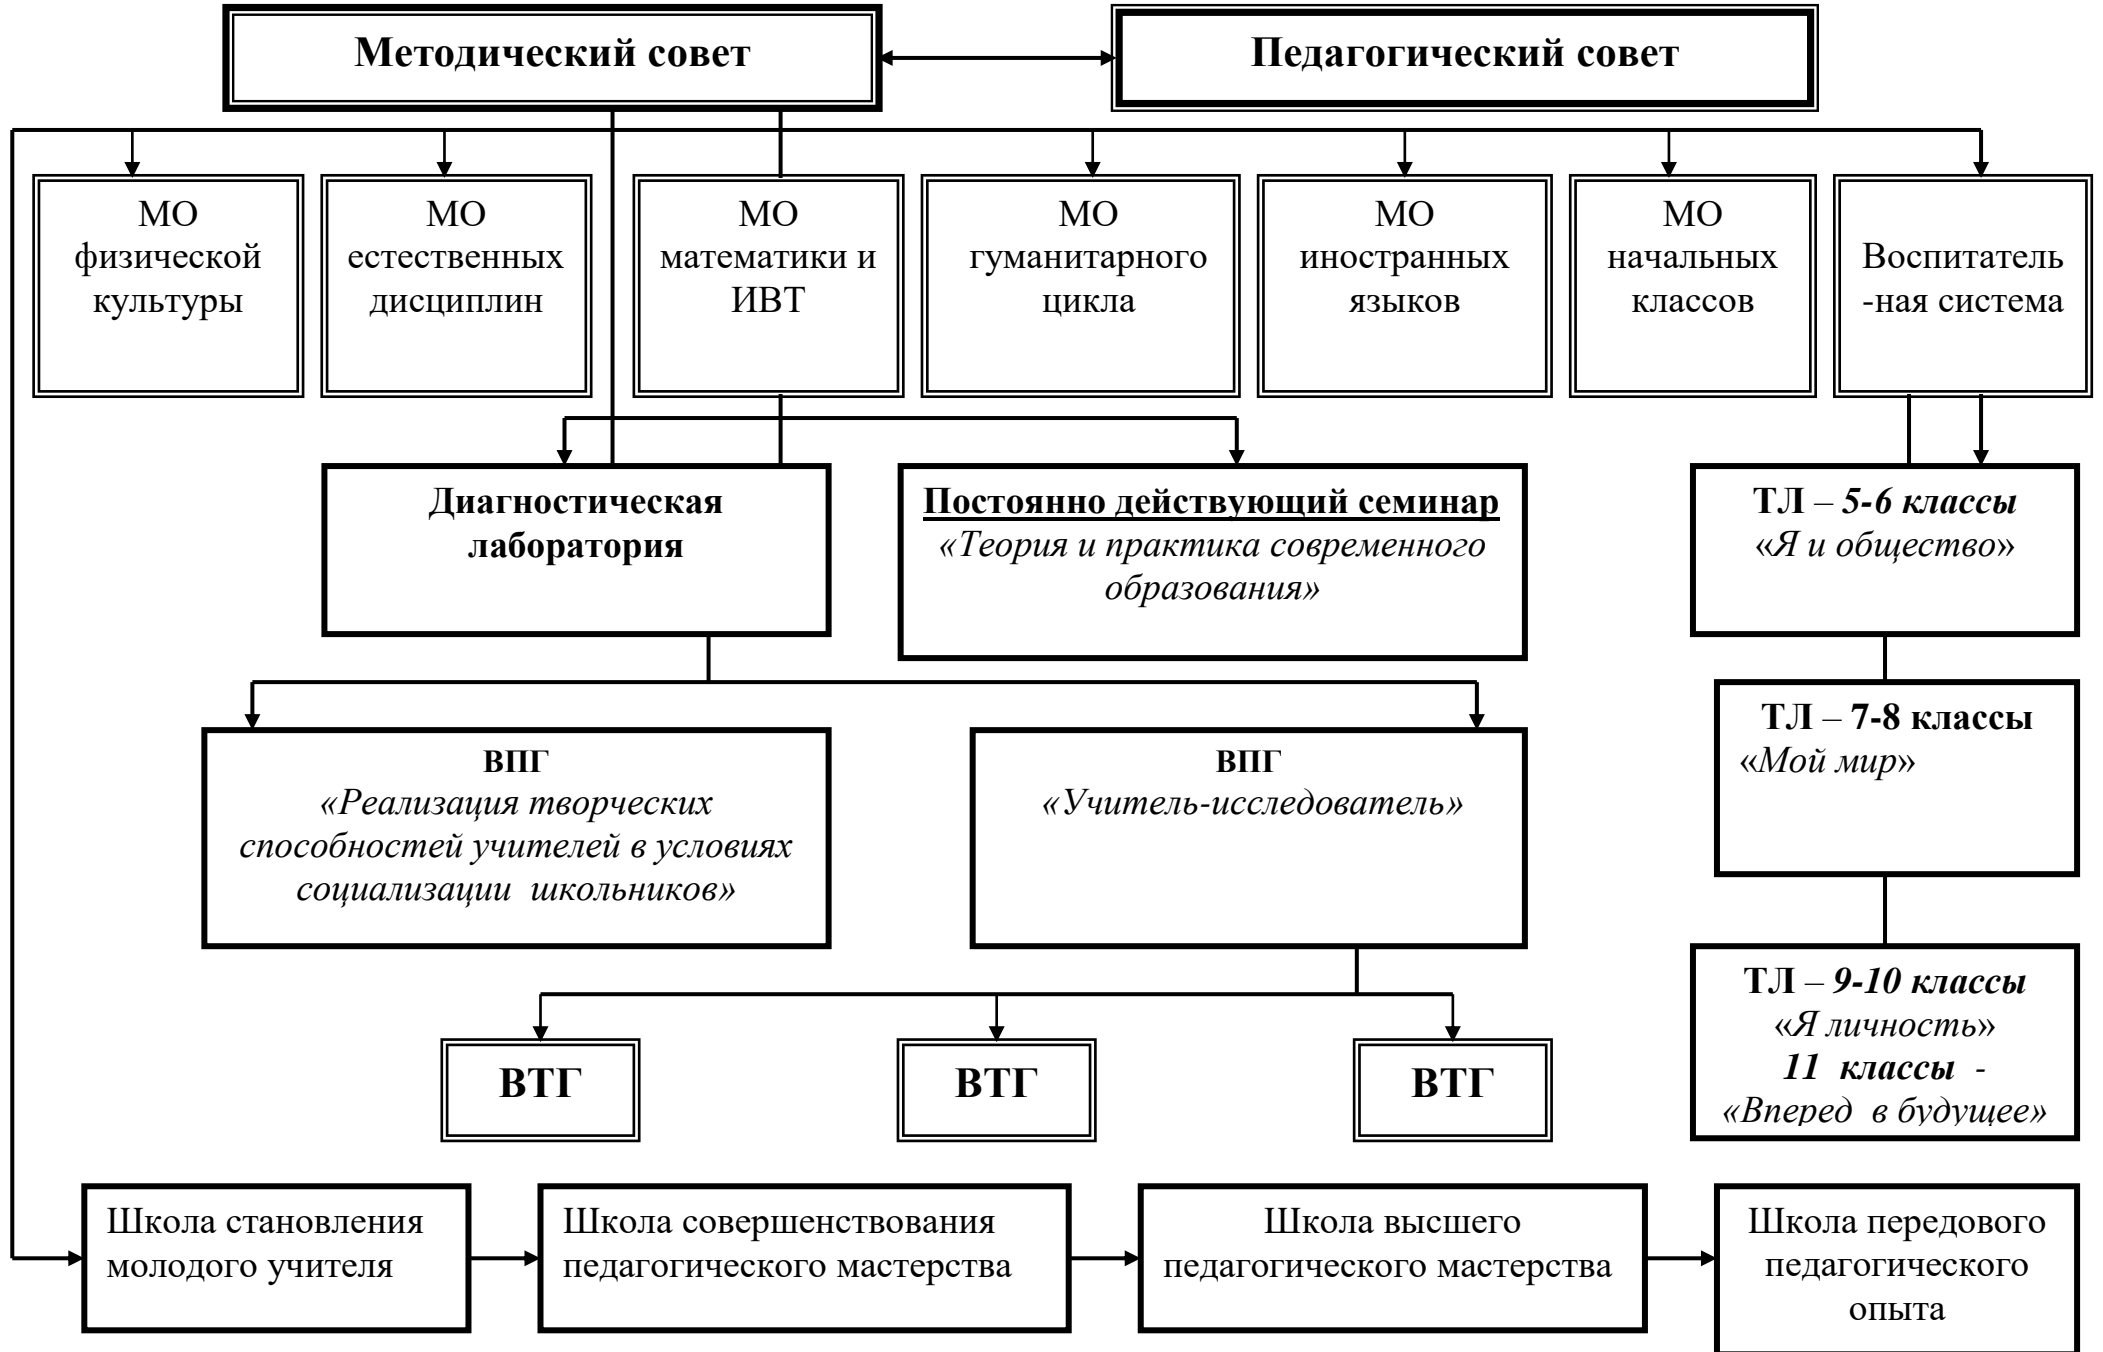 Методический совет
Педагогический совет
МО
физической
культуры
МО
естественных
дисциплин
МО
математики и
ИВТ
МО
гуманитарного
цикла
МО
иностранных
языков
МО
начальных
классов
Воспитатель
-ная система
Диагностическая
лаборатория
Постоянно действующий семинар
«Теория и практика современного
образования»
ТЛ – 5-6 классы
«Я и общество»
ТЛ – 7-8 классы
«Мой мир»
ВПГ
«Реализация творческих
способностей учителей в условиях
социализации школьников»
ВПГ
«Учитель-исследователь»
ТЛ – 9-10 классы
«Я личность»
11 классы -
«Вперед в будущее»
ВТГ
ВТГ
ВТГ
Школа становления
молодого учителя
Школа совершенствования
педагогического мастерства
Школа высшего
педагогического мастерства
Школа передового
педагогического
опыта